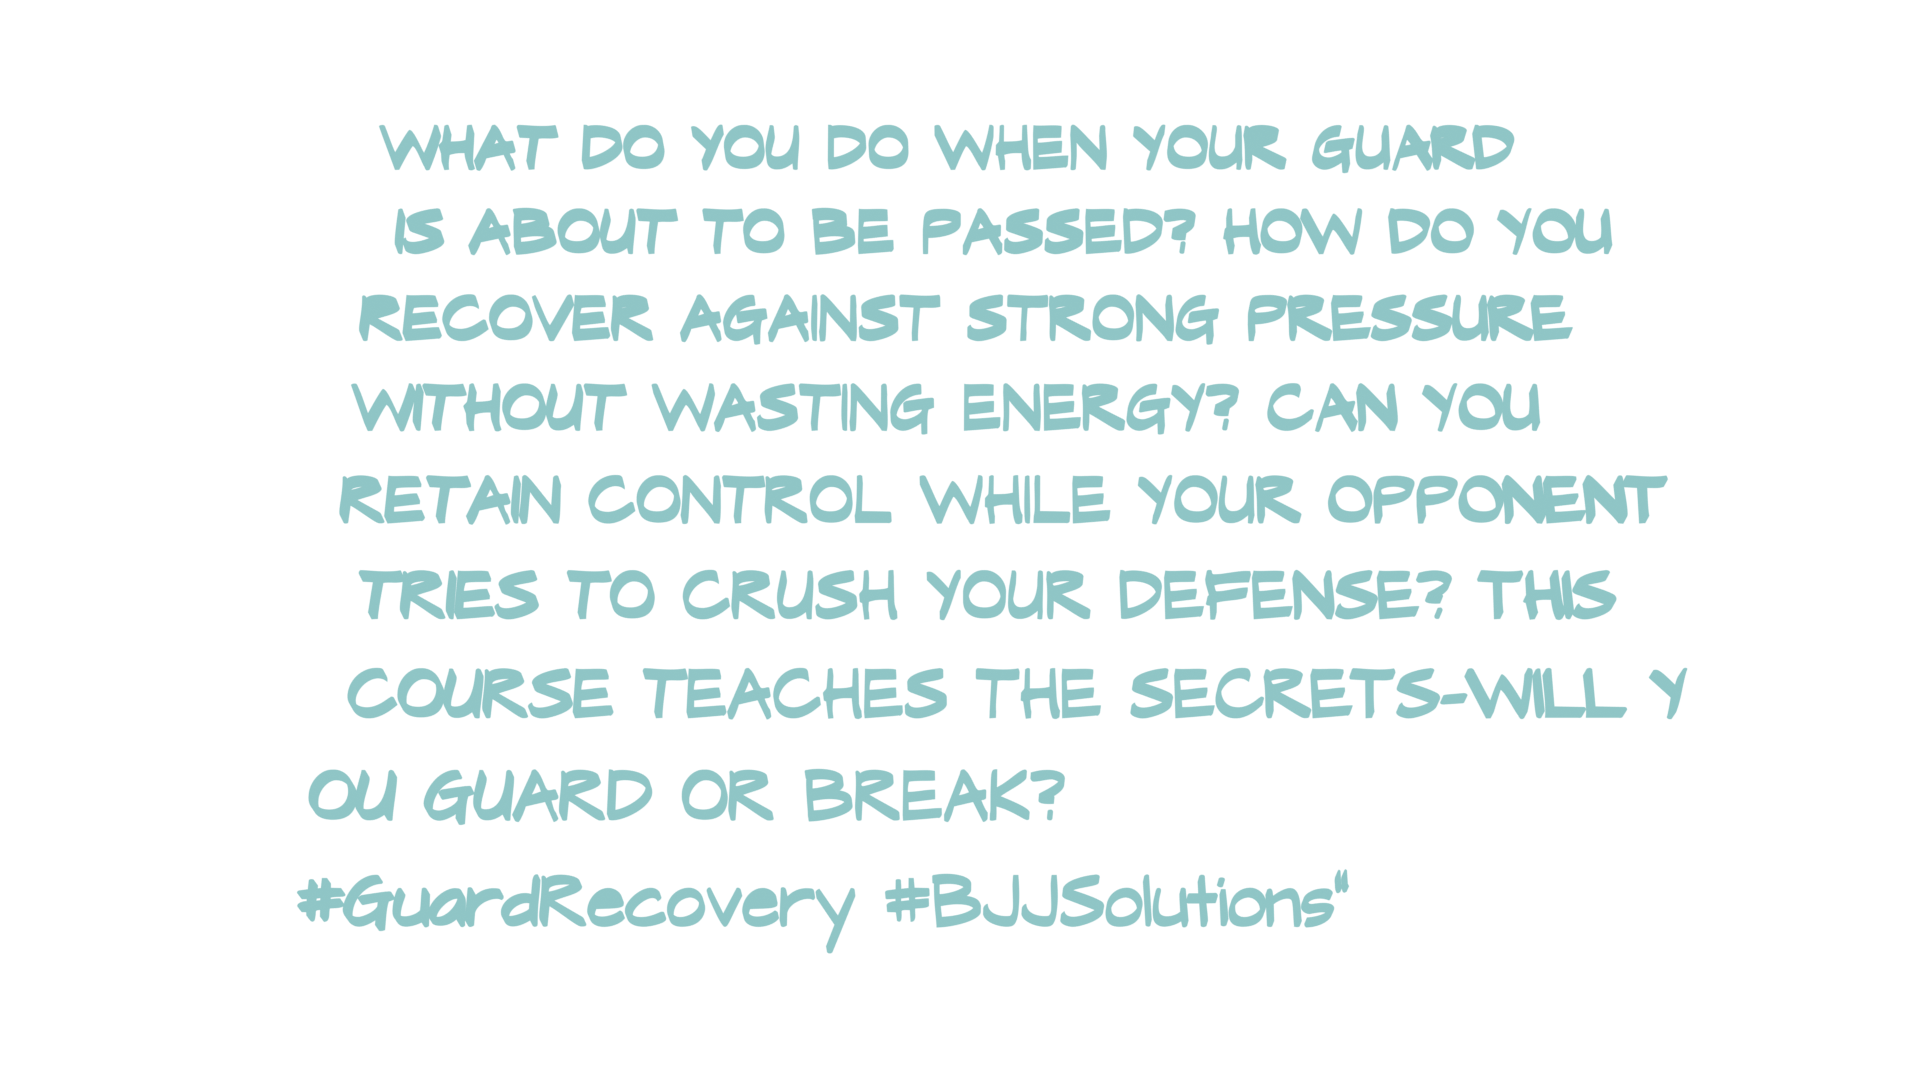 WHAT DO YOU DO WHEN YOUR GUARD
IS ABOUT TO BE PASSED? HOW DO YOU
RECOVER AGAINST STRONG PRESSURE
WITHOUT WASTING ENERGY? CAN YOU
RETAIN CONTROL WHILE YOUR OPPONENT
TRIES TO CRUSH YOUR DEFENSE? THIS
COURSE TEACHES THE SECRETS-WILL Y
OU GUARD OR BREAK?
#GuardRecovery #BJJSolutions"